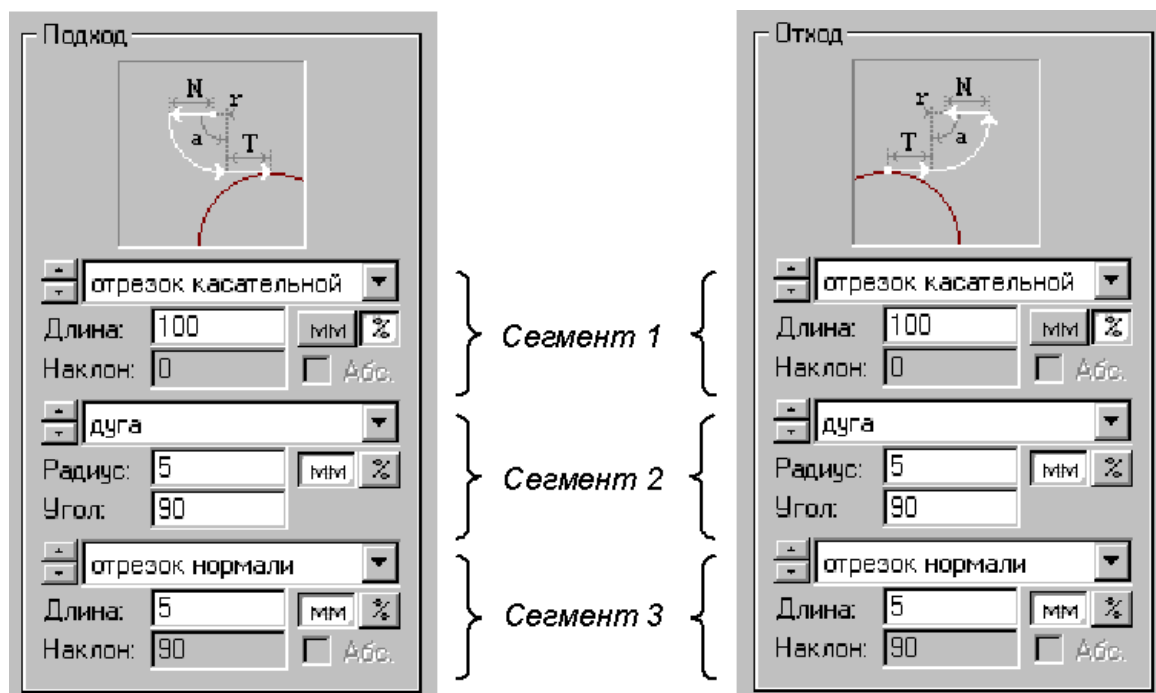 Подход
N
r
a
T
отрезок касательной
Длина: 100 мм %
Наклон: 0 Абс.
дуга
Радиус: 5 мм %
Угол: 90
отрезок нормали
Длина: 5 мм %
Наклон: 90 Абс.
Сегмент 1
Сегмент 2
Сегмент 3
Отход
N
r
a
T
отрезок касательной
Длина: 100 мм %
Наклон: 0 Абс.
дуга
Радиус: 5 мм %
Угол: 90
отрезок нормали
Длина: 5 мм %
Наклон: 90 Абс.